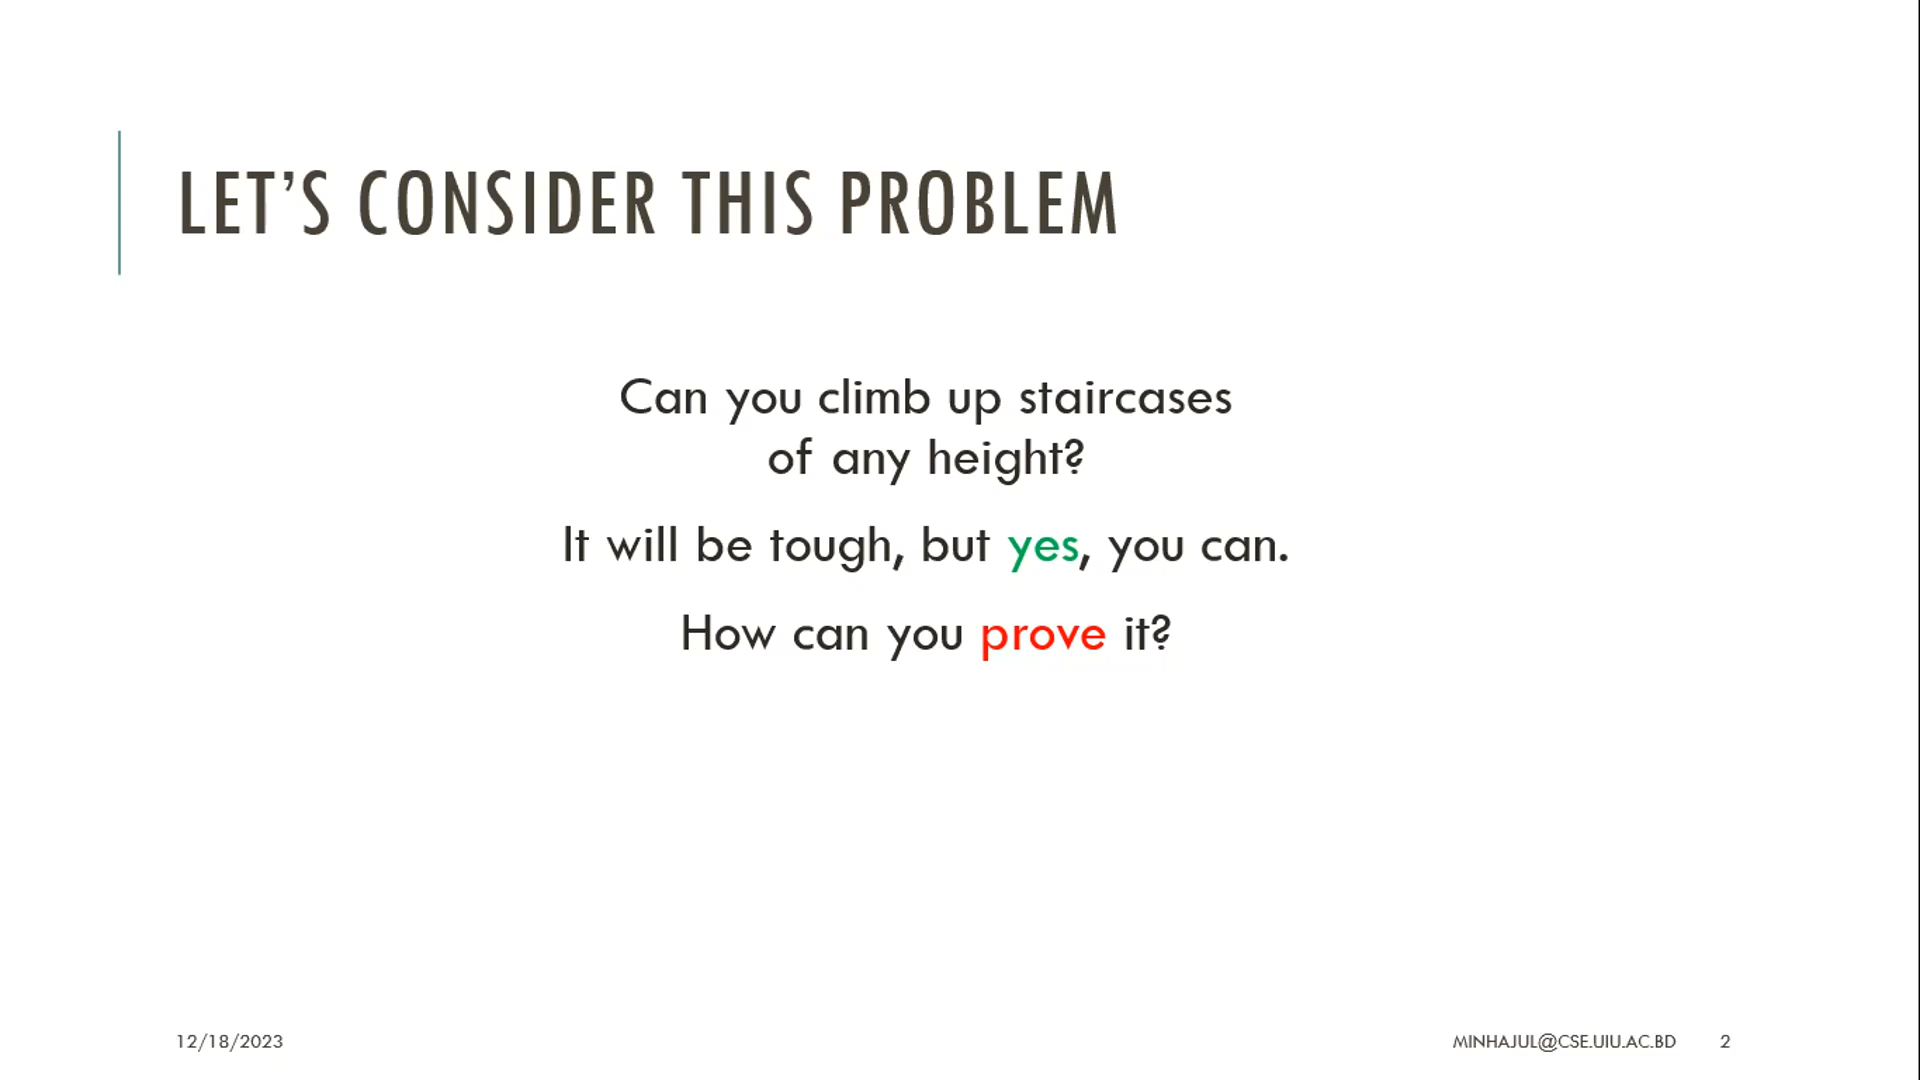 LET’S CONSIDER THIS PROBLEM
Can you climb up staircases
of any height?
It will be tough, but yes, you can.
How can you prove it?
12/18/2023
MINHAJUL@CSE.UIU.AC.BD 2